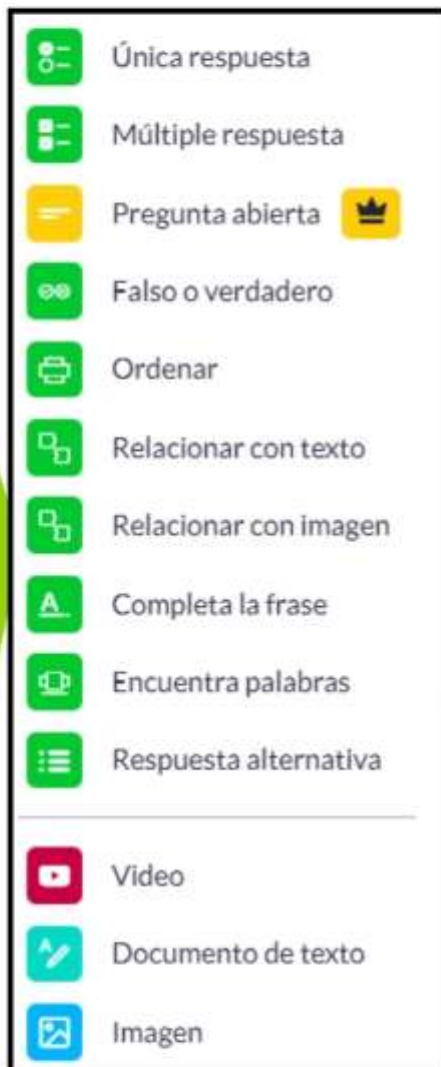 Única respuesta
Múltiple respuesta
Pregunta abierta
Falso o verdadero
Ordenar
Relacionar con texto
Relacionar con imagen
Completa la frase
Encuentra palabras
Respuesta alternativa
Video
Documento de texto
Imagen